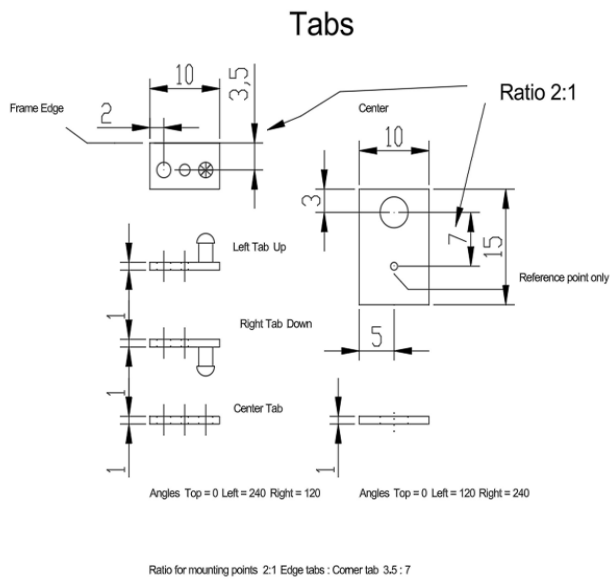 Tabs
10
3,5
Ratio 2:1
Frame Edge
2
Center
10
3
7
15
Left Tab Up
Reference point only
1
Right Tab Down
5
1
Center Tab
1
1
Angles Top = 0 Left = 240 Right = 120
Angles Top = 0 Left = 120 Right = 240
Ratio for mounting points 2:1 Edge tabs : Corner tab 3.5 : 7